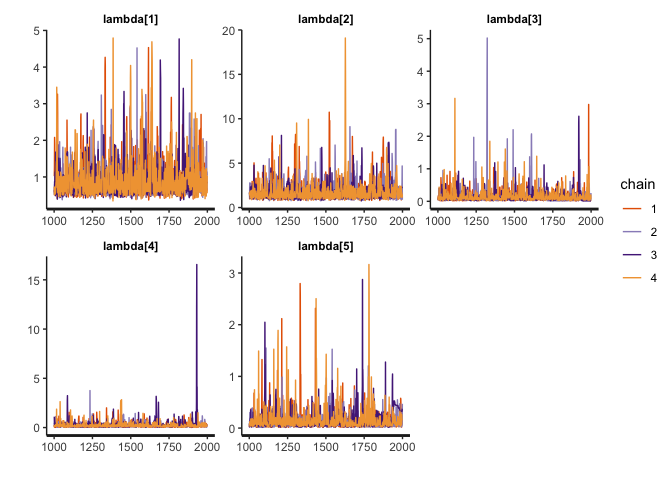 lambda[1] lambda[2] lambda[3]
5 4 3 2 1
20 15 10 5 0
5 4 3 2 1 0
1000 1250 1500 1750 2000 1000 1250 1500 1750 2000 1000 1250 1500 1750 2000
chain
1
2
3
4
lambda[4] lambda[5]
15 10 5 0
3 2 1 0
1000 1250 1500 1750 2000 1000 1250 1500 1750 2000